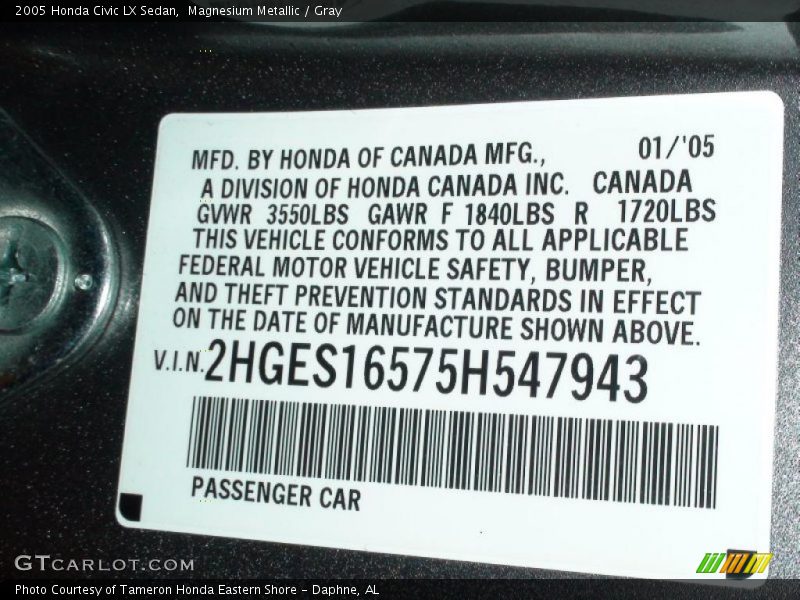 2005 Honda Civic LX Sedan, Magnesium Metallic / Gray
MFD. BY HONDA OF CANADA MFG., 01/'05
A DIVISION OF HONDA CANADA INC. CANADA
GVWR 3550LBS GAWR F 1840LBS R 1720LBS
THIS VEHICLE CONFORMS TO ALL APPLICABLE
FEDERAL MOTOR VEHICLE SAFETY, BUMPER,
AND THEFT PREVENTION STANDARDS IN EFFECT
ON THE DATE OF MANUFACTURE SHOWN ABOVE.
V.I.N. 2HGES16575H547943
PASSENGER CAR
GTCARLOT.COM
Photo Courtesy of Tameron Honda Eastern Shore - Daphne, AL